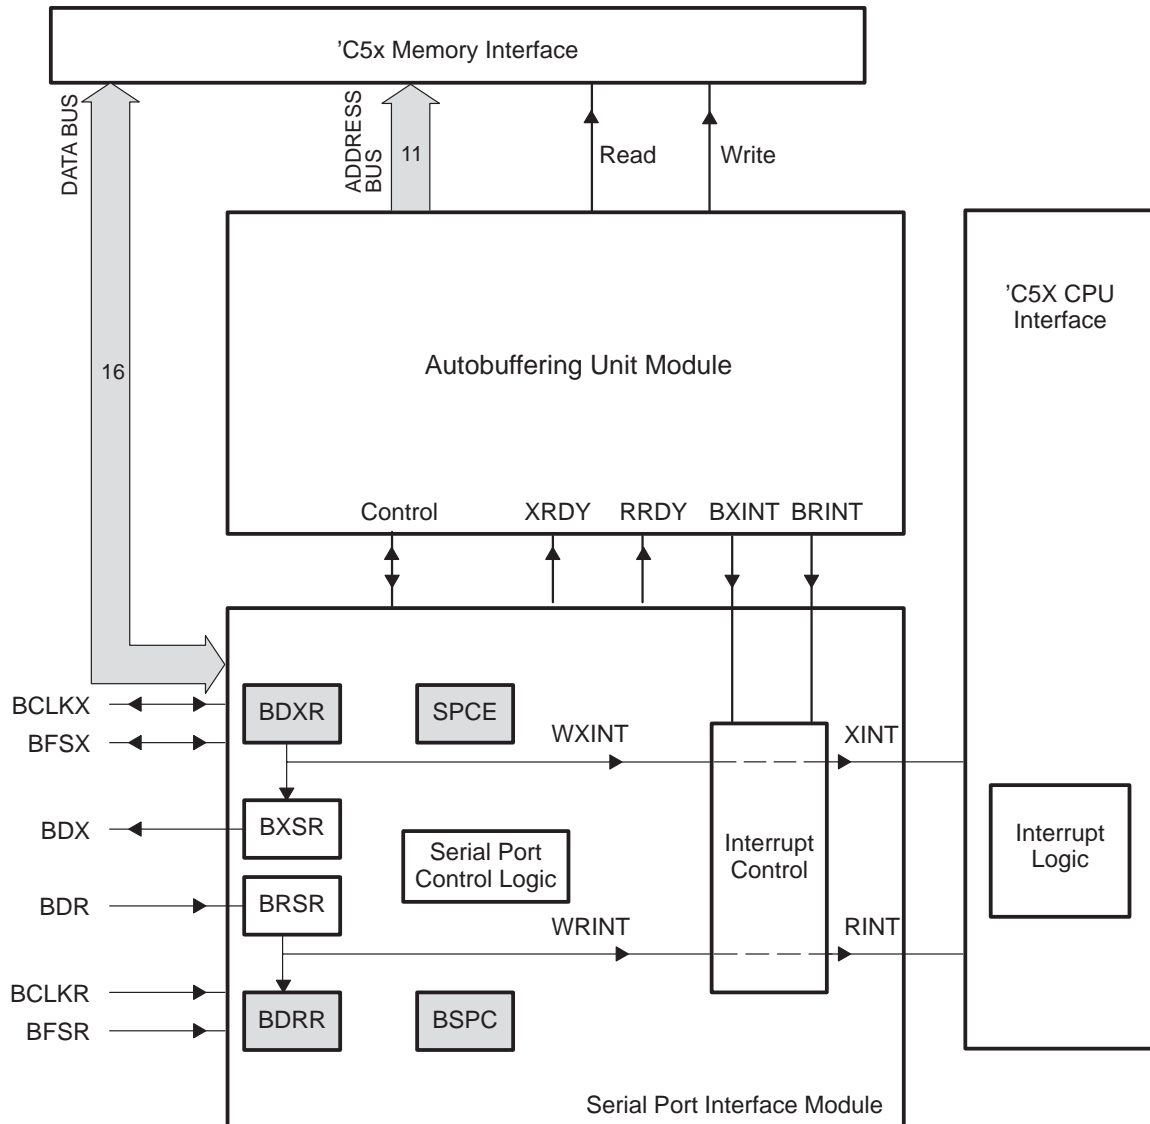 ’C5x Memory Interface
DATA BUS
ADDRESS
BUS
11
Read
Write
’C5X CPU
Interface
Autobuffering Unit Module
16
Control
XRDY
RRDY
BXINT
BRINT
BCLKX
BDXR
SPCE
BFSX
WXINT
XINT
BDX
BXSR
Serial Port
Control Logic
Interrupt
Control
Interrupt
Logic
BDR
BRSR
WRINT
RINT
BCLKR
BDRR
BSPC
BFSR
Serial Port Interface Module